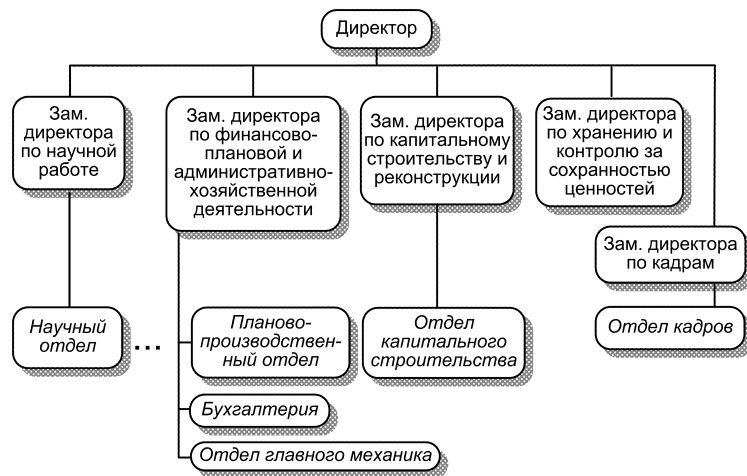 Директор
Зам.
директора
по научной
работе
Зам. директора
по финансово-
плановой и
административно-
хозяйственной
деятельности
Зам. директора
по капитальному
строительству и
реконструкции
Зам. директора
по хранению и
контролю за
сохранностью
ценностей
Зам. директора
по кадрам
Научный
отдел
...
Планово-
производствен-
ный отдел
Отдел
капитального
строительства
Отдел кадров
Бухгалтерия
Отдел главного механика